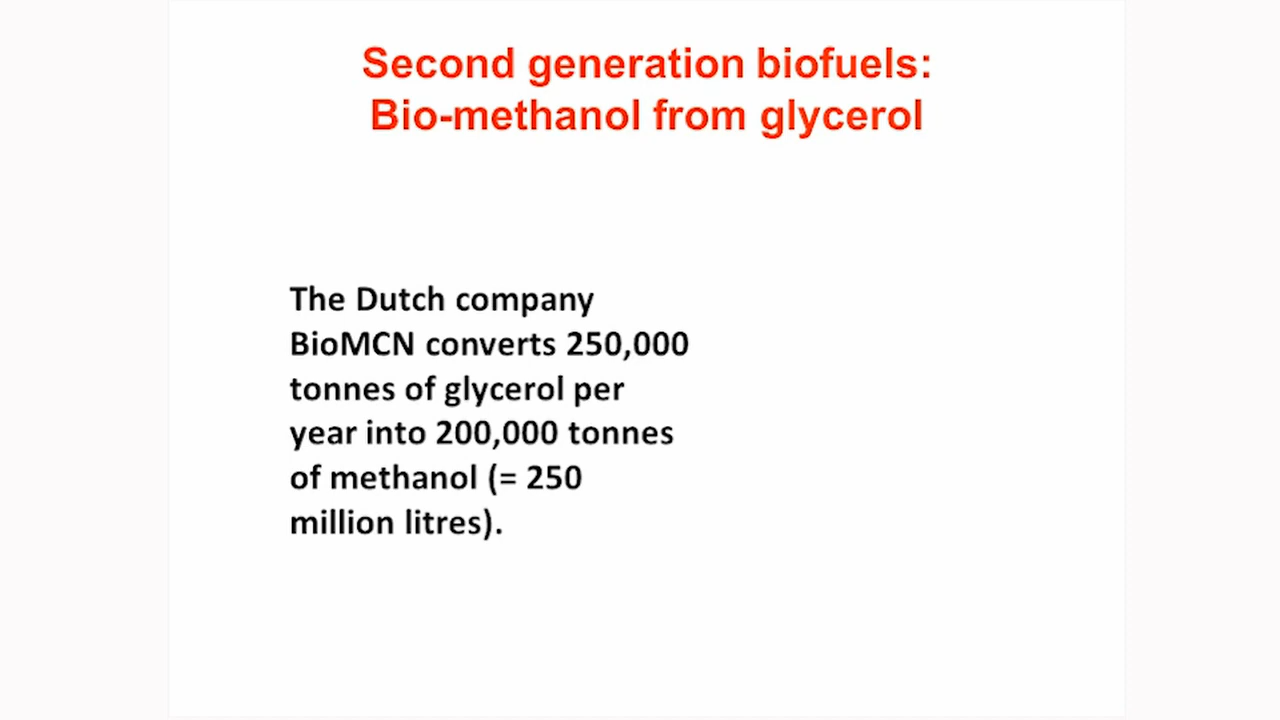 Second generation biofuels:
Bio-methanol from glycerol
The Dutch company
BioMCN converts 250,000
tonnes of glycerol per
year into 200,000 tonnes
of methanol (= 250
million litres).